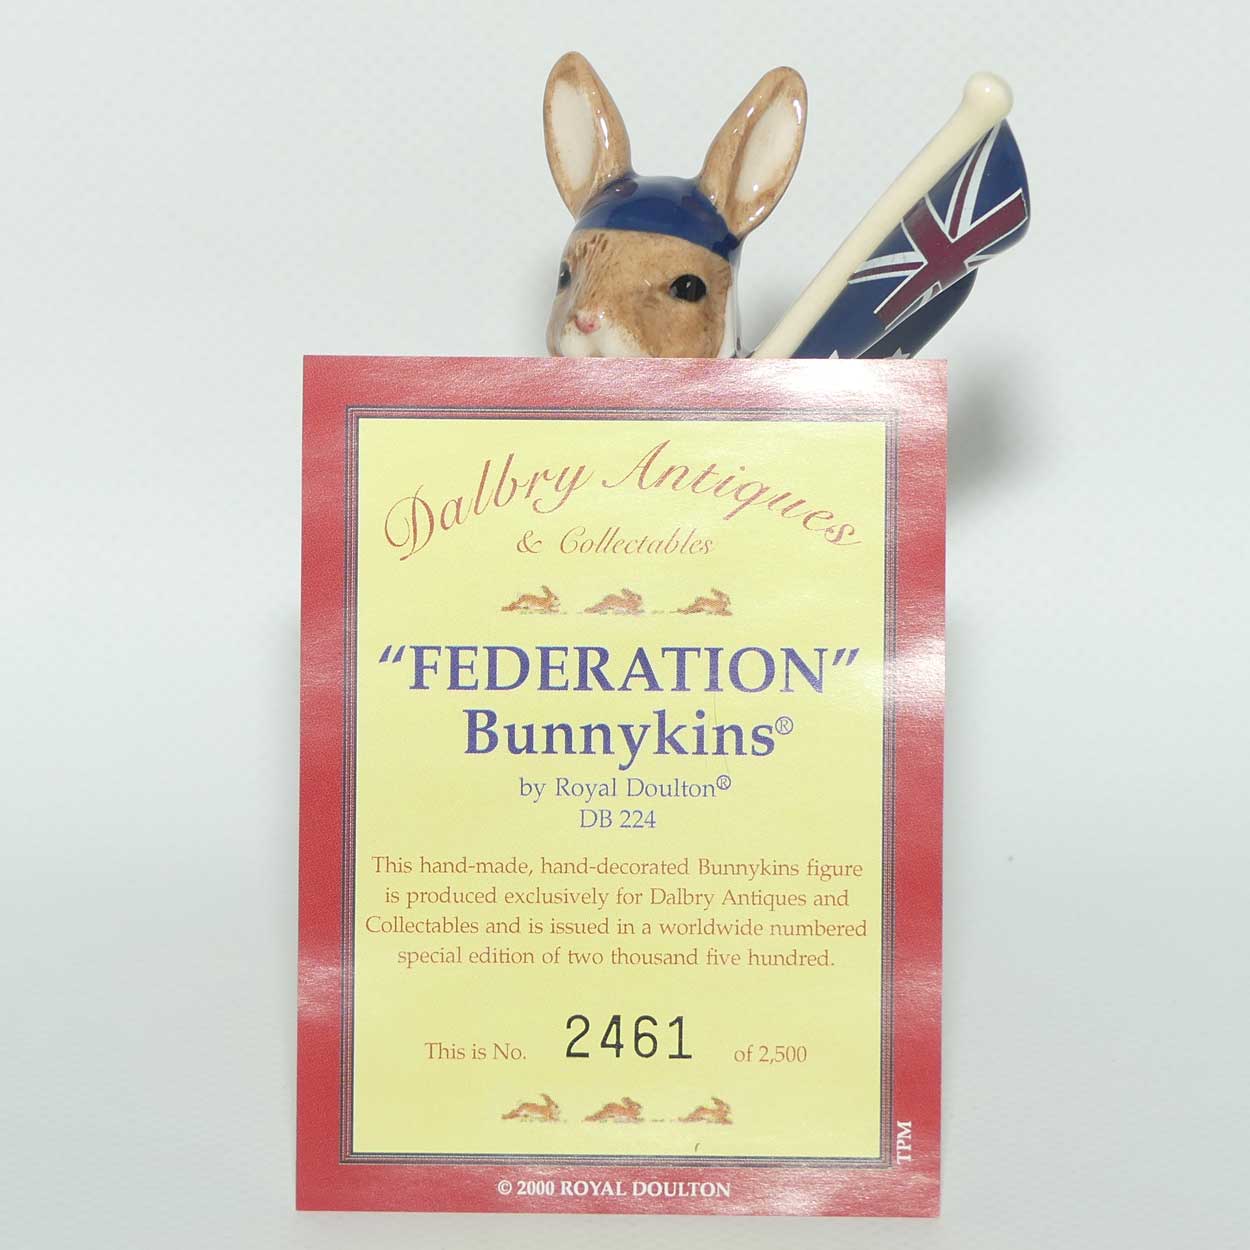 Dalbry Antiques
& Collectables
“FEDERATION”
Bunnykins®
by Royal Doulton®
DB 224
This hand-made, hand-decorated Bunnykins figure
is produced exclusively for Dalbry Antiques and
Collectables and is issued in a worldwide numbered
special edition of two thousand five hundred.
This is No. 2461 of 2,500
TPM
© 2000 ROYAL DOULTON